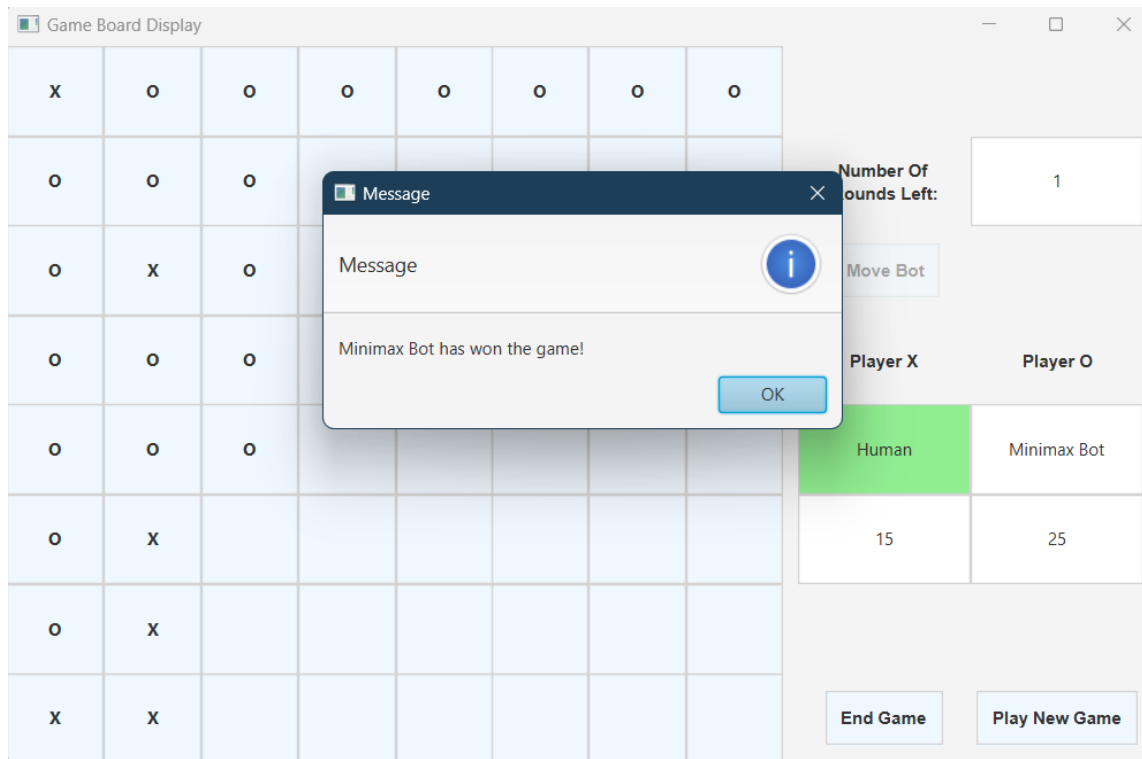 Game Board Display
X O O O O O O O
O O O
Number Of
ounds Left:
1
Message
O X O
Message
Move Bot
Minimax Bot has won the game!
O O O
Player X Player O
OK
O O O
Human Minimax Bot
O X
15 25
O X
X X
End Game Play New Game